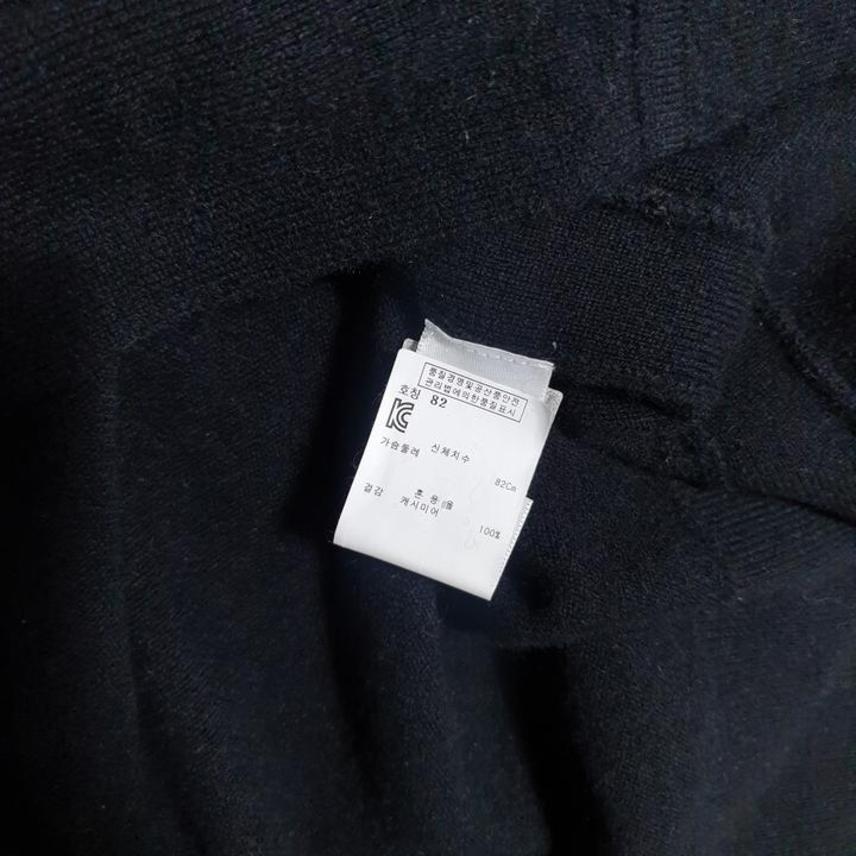 품질경영및공산품안전
관리법에의한품질표시
호칭 82
KC
신체치수
가슴둘레 82Cm
혼용율
겉감 캐시미어 100%